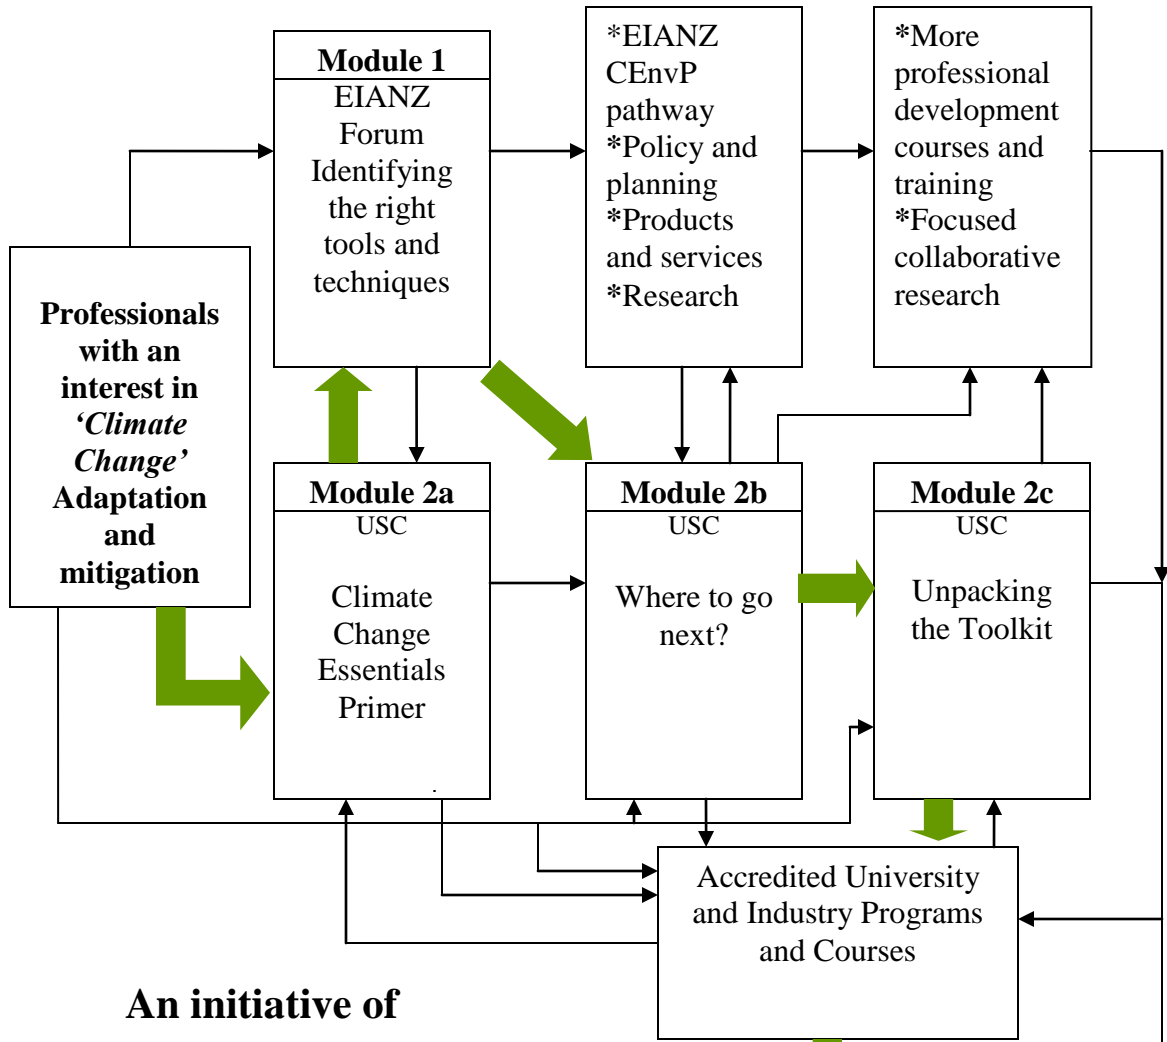 Module 1
EIANZ
Forum
Identifying
the right
tools and
techniques
*EIANZ
CEnvP
pathway
*Policy and
planning
*Products
and services
*Research
*More
professional
development
courses and
training
*Focused
collaborative
research
Professionals
with an
interest in
‘Climate
Change’
Adaptation
and
mitigation
Module 2a
USC
Climate
Change
Essentials
Primer
.
Module 2b
USC
Where to go
next?
Module 2c
USC
Unpacking
the Toolkit
Accredited University
and Industry Programs
and Courses
An initiative of